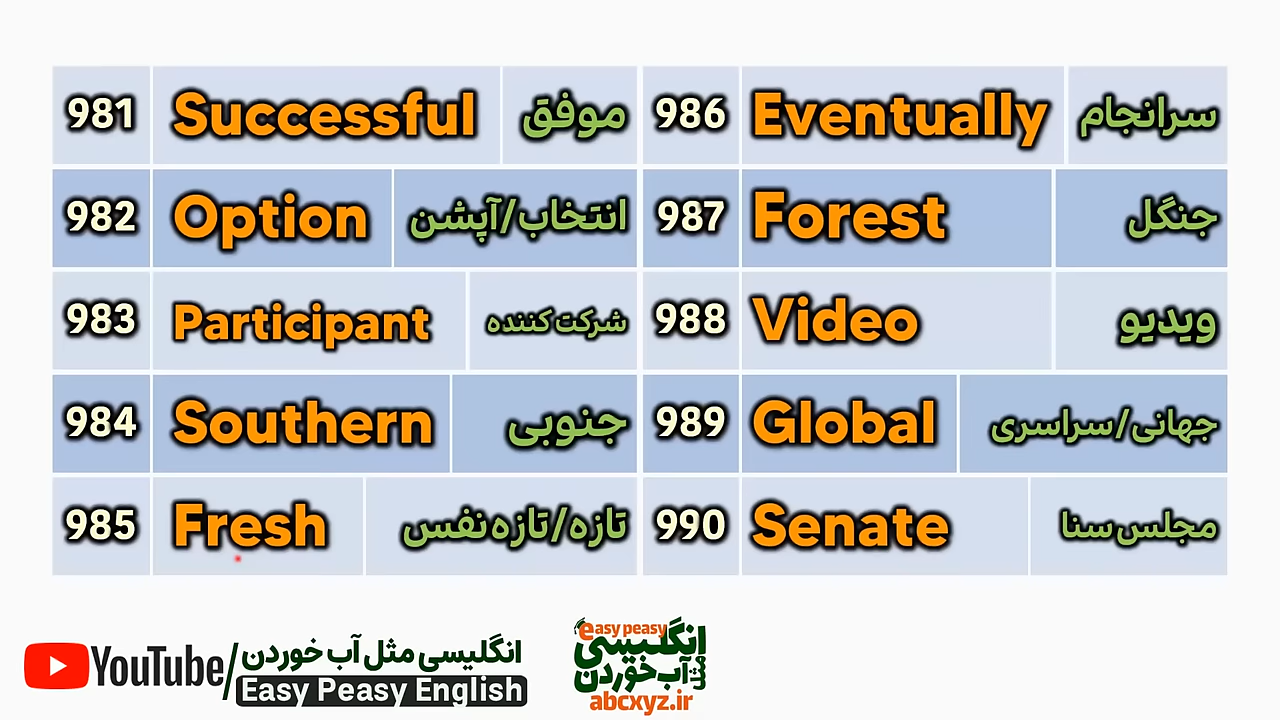 981 Successful موفق
982 Option انتخاب/آپشن
983 Participant شرکت‌کننده
984 Southern جنوبی
985 Fresh تازه/تازه‌نفس
986 Eventually سرانجام
987 Forest جنگل
988 Video ویدیو
989 Global جهانی/سراسری
990 Senate مجلس سنا
YouTube/انگلیسی مثل آب خوردن
Easy Peasy English
easy peasy
انگلیسی
مثل آب خوردن
abcxyz.ir